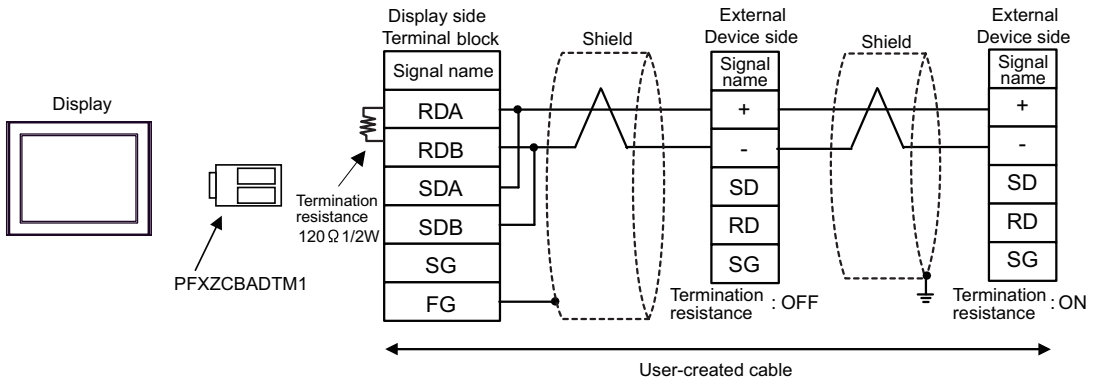 Display
PFXZCBADTM1
Termination
resistance
120 Ω 1/2W
Display side
Terminal block
Signal name
RDA
RDB
SDA
SDB
SG
FG
Shield
External
Device side
Signal
name
+
-
SD
RD
SG
Termination
resistance : OFF
Shield
External
Device side
Signal
name
+
-
SD
RD
SG
Termination
resistance : ON
User-created cable